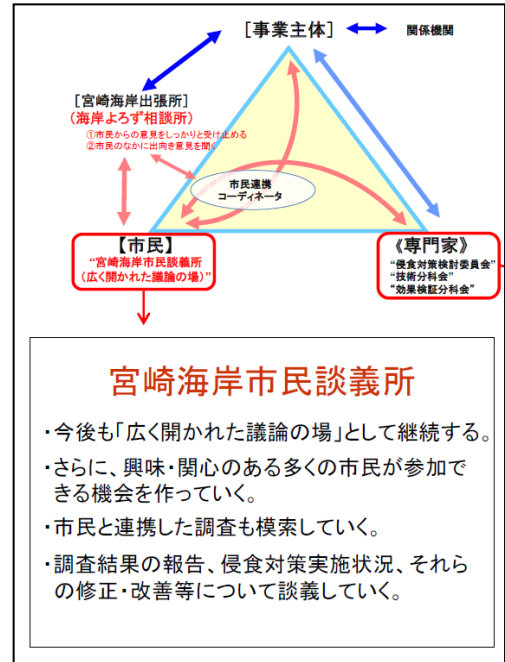 ［事業主体］
関係機関
［宮崎海岸出張所］
（海岸よろず相談所）
①市民からの意見をしっかりと受け止める
②市民のなかに出向き意見を聞く
市民連携
コーディネータ
【市民】
“宮崎海岸市民談義所
（広く開かれた議論の場）”
《専門家》
“侵食対策検討委員会”
“技術分科会”
“効果検証分科会”
宮崎海岸市民談義所
・今後も「広く開かれた議論の場」として継続する。
・さらに、興味・関心のある多くの市民が参加で
きる機会を作っていく。
・市民と連携した調査も模索していく。
・調査結果の報告、侵食対策実施状況、それら
の修正・改善等について談義していく。